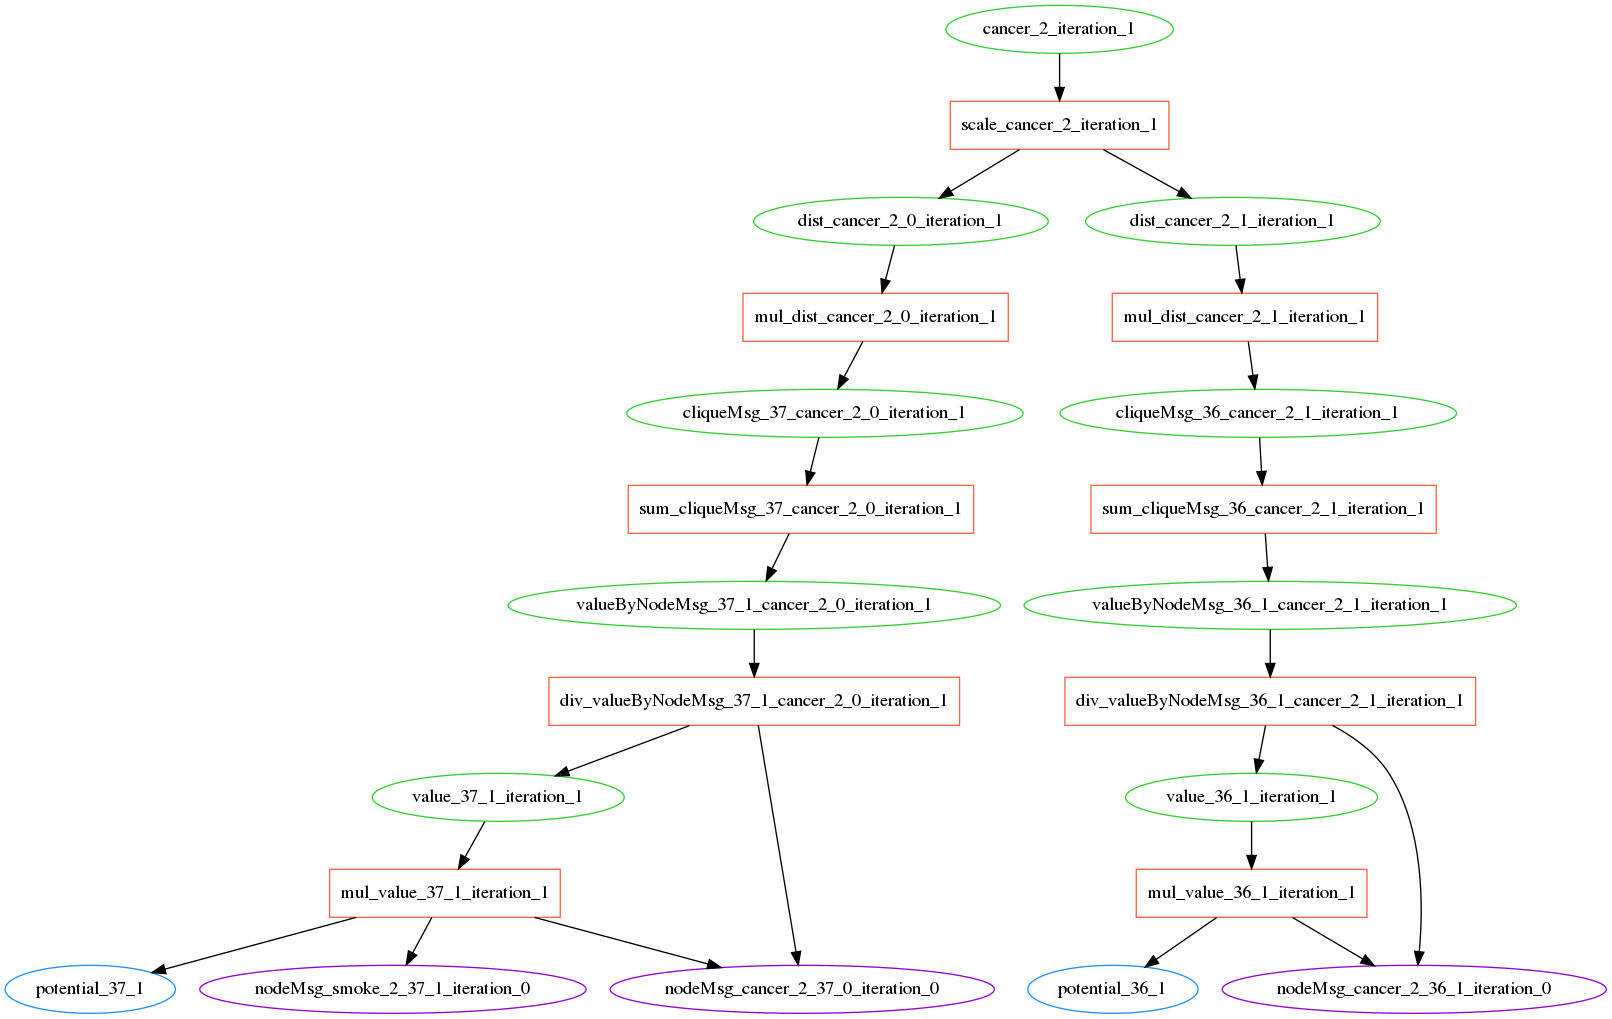 cancer_2_iteration_1
scale_cancer_2_iteration_1
dist_cancer_2_0_iteration_1
dist_cancer_2_1_iteration_1
mul_dist_cancer_2_0_iteration_1
mul_dist_cancer_2_1_iteration_1
cliqueMsg_37_cancer_2_0_iteration_1
cliqueMsg_36_cancer_2_1_iteration_1
sum_cliqueMsg_37_cancer_2_0_iteration_1
sum_cliqueMsg_36_cancer_2_1_iteration_1
valueByNodeMsg_37_1_cancer_2_0_iteration_1
valueByNodeMsg_36_1_cancer_2_1_iteration_1
div_valueByNodeMsg_37_1_cancer_2_0_iteration_1
div_valueByNodeMsg_36_1_cancer_2_1_iteration_1
value_37_1_iteration_1
value_36_1_iteration_1
mul_value_37_1_iteration_1
mul_value_36_1_iteration_1
potential_37_1
nodeMsg_smoke_2_37_1_iteration_0
nodeMsg_cancer_2_37_0_iteration_0
potential_36_1
nodeMsg_cancer_2_36_1_iteration_0